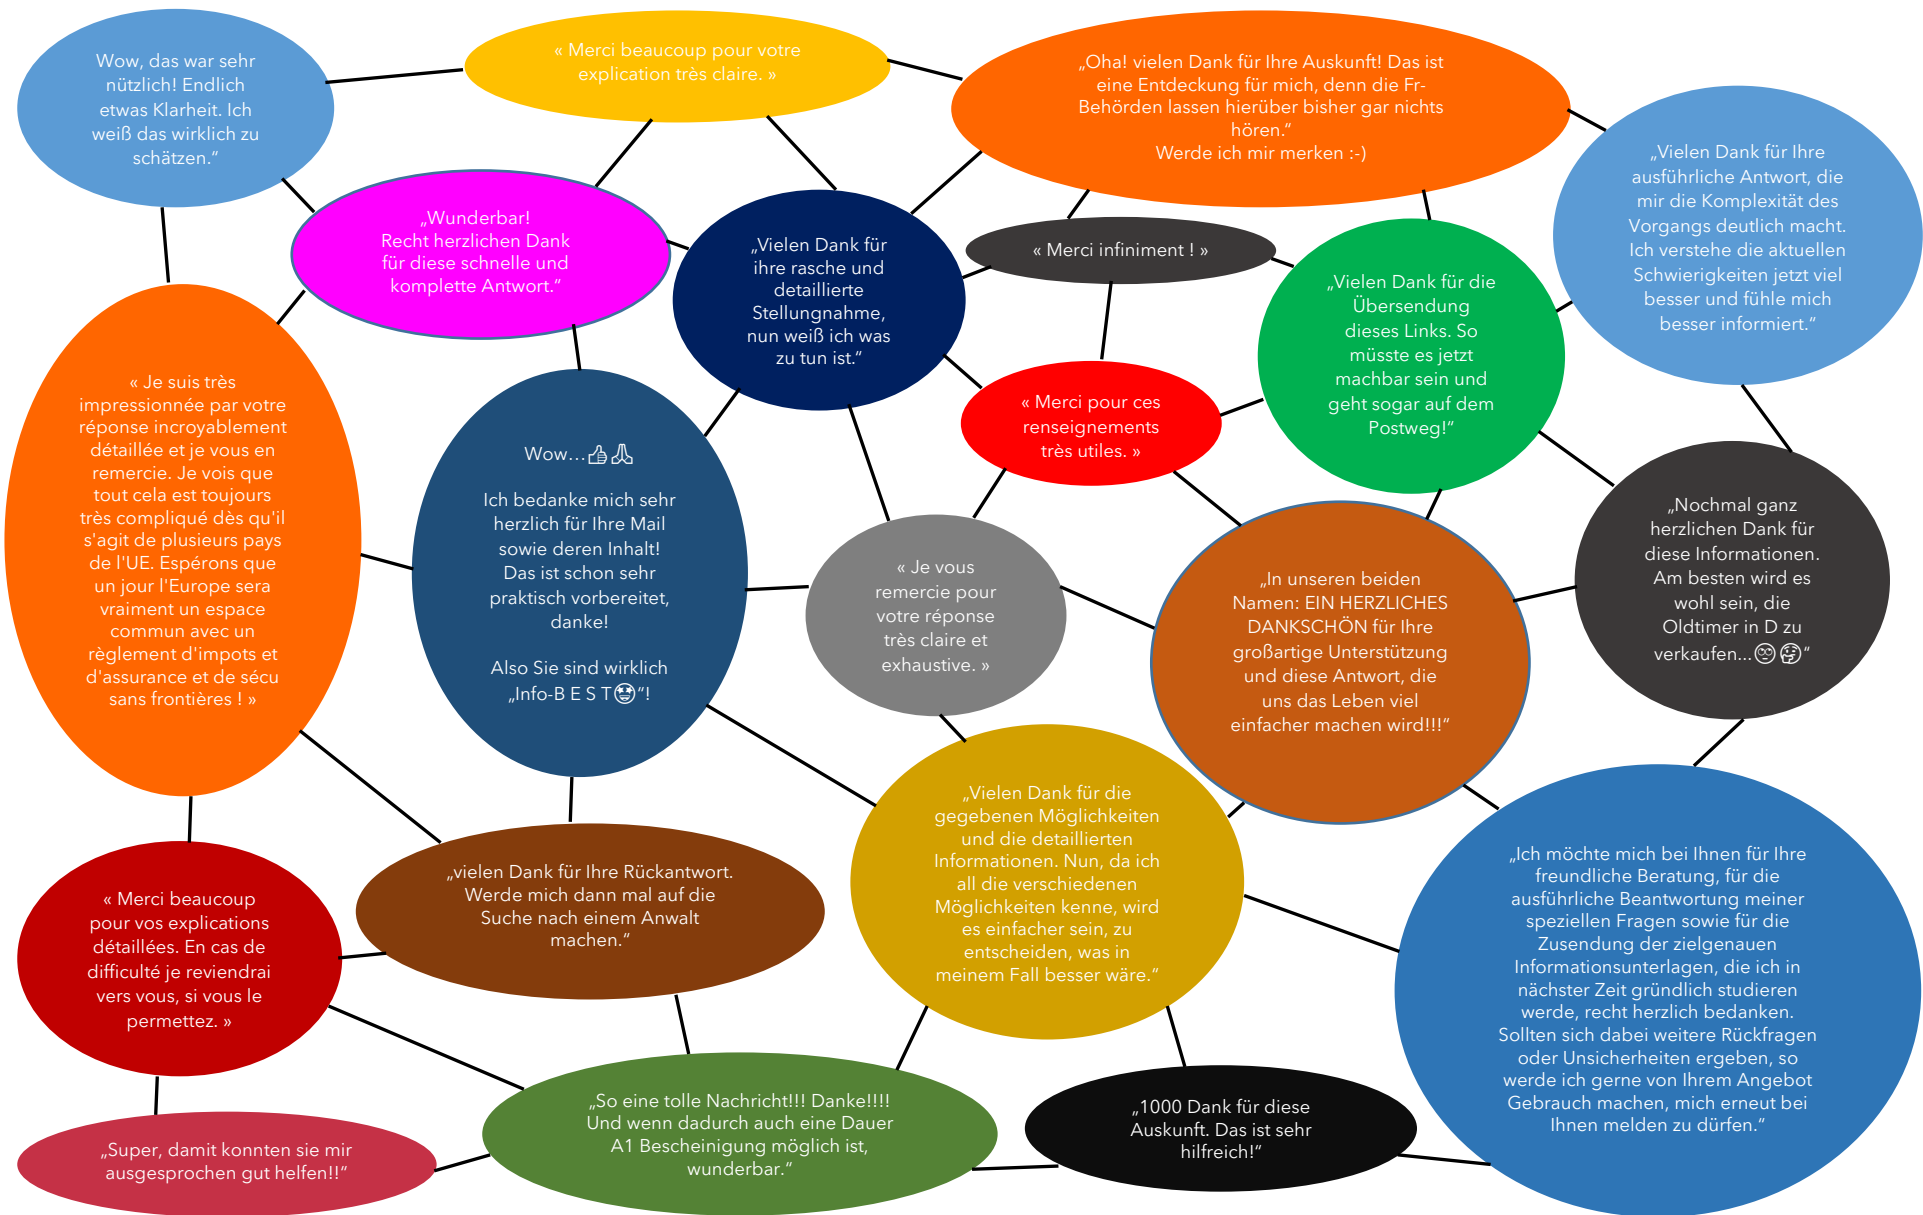 Wow, das war sehr
nützlich! Endlich
etwas Klarheit. Ich
weiß das wirklich zu
schätzen.“
« Merci beaucoup pour votre
explication très claire. »
„Oha! vielen Dank für Ihre Auskunft! Das ist
eine Entdeckung für mich, denn die Fr-
Behörden lassen hierüber bisher gar nichts
hören.“
Werde ich mir merken :-)
„Vielen Dank für Ihre
ausführliche Antwort, die
mir die Komplexität des
Vorgangs deutlich macht.
Ich verstehe die aktuellen
Schwierigkeiten jetzt viel
besser und fühle mich
besser informiert.“
„Wunderbar!
Recht herzlichen Dank
für diese schnelle und
komplette Antwort.“
„Vielen Dank für
ihre rasche und
detaillierte
Stellungnahme,
nun weiß ich was
zu tun ist.“
« Merci infiniment ! »
„Vielen Dank für die
Übersendung
dieses Links. So
müsste es jetzt
machbar sein und
geht sogar auf dem
Postweg!“
« Je suis très
impressionnée par votre
réponse incroyablement
détaillée et je vous en
remercie. Je vois que
tout cela est toujours
très compliqué dès qu'il
s'agit de plusieurs pays
de l'UE. Espérons que
un jour l'Europe sera
vraiment un espace
commun avec un
règlement d'impots et
d'assurance et de sécu
sans frontières ! »
Wow…👍🙏
Ich bedanke mich sehr
herzlich für Ihre Mail
sowie deren Inhalt!
Das ist schon sehr
praktisch vorbereitet,
danke!
Also Sie sind wirklich
„Info-B E S T🤩“!
« Merci pour ces
renseignements
très utiles. »
« Je vous
remercie pour
votre réponse
très claire et
exhaustive. »
„In unseren beiden
Namen: EIN HERZLICHES
DANKSCHÖN für Ihre
großartige Unterstützung
und diese Antwort, die
uns das Leben viel
einfacher machen wird!!!“
„Nochmal ganz
herzlichen Dank für
diese Informationen.
Am besten wird es
wohl sein, die
Oldtimer in D zu
verkaufen...“
« Merci beaucoup
pour vos explications
détaillées. En cas de
difficulté je reviendrai
vers vous, si vous le
permettez. »
„vielen Dank für Ihre Rückantwort.
Werde mich dann mal auf die
Suche nach einem Anwalt
machen.“
„Vielen Dank für die
gegebenen Möglichkeiten
und die detaillierten
Informationen. Nun, da ich
all die verschiedenen
Möglichkeiten kenne, wird
es einfacher sein, zu
entscheiden, was in
meinem Fall besser wäre.“
„Ich möchte mich bei Ihnen für Ihre
freundliche Beratung, für die
ausführliche Beantwortung meiner
speziellen Fragen sowie für die
Zusendung der zielgenauen
Informationsunterlagen, die ich in
nächster Zeit gründlich studieren
werde, recht herzlich bedanken.
Sollten sich dabei weitere Rückfragen
oder Unsicherheiten ergeben, so
werde ich gerne von Ihrem Angebot
Gebrauch machen, mich erneut bei
Ihnen melden zu dürfen.“
„Super, damit konnten sie mir
ausgesprochen gut helfen!!“
„So eine tolle Nachricht!!! Danke!!!!
Und wenn dadurch auch eine Dauer
A1 Bescheinigung möglich ist,
wunderbar.“
„1000 Dank für diese
Auskunft. Das ist sehr
hilfreich!“